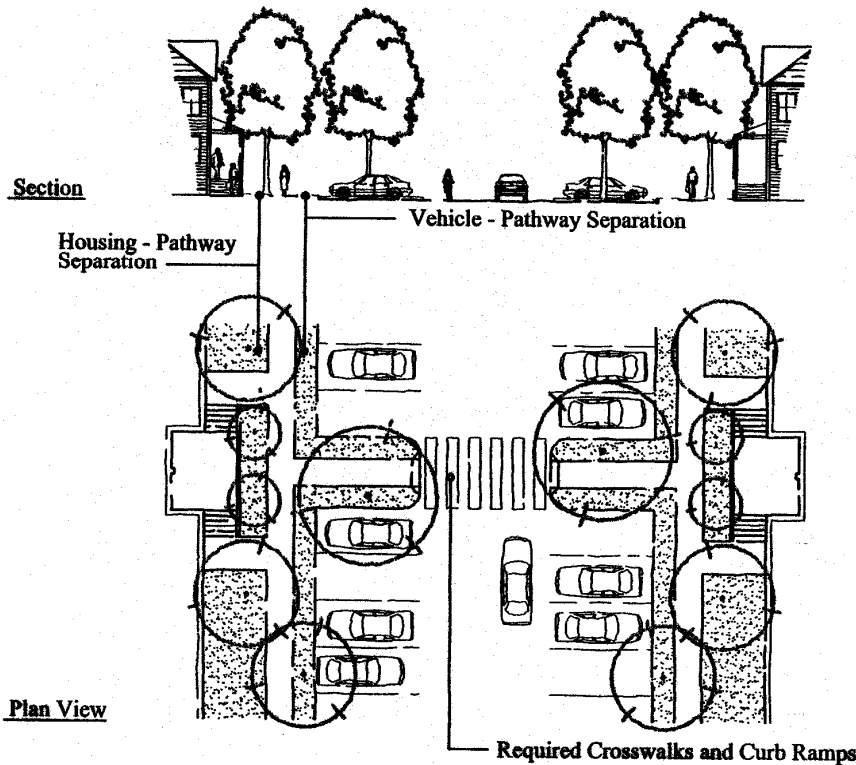 Section
Vehicle - Pathway Separation
Housing - Pathway
Separation
Plan View
Required Crosswalks and Curb Ramps